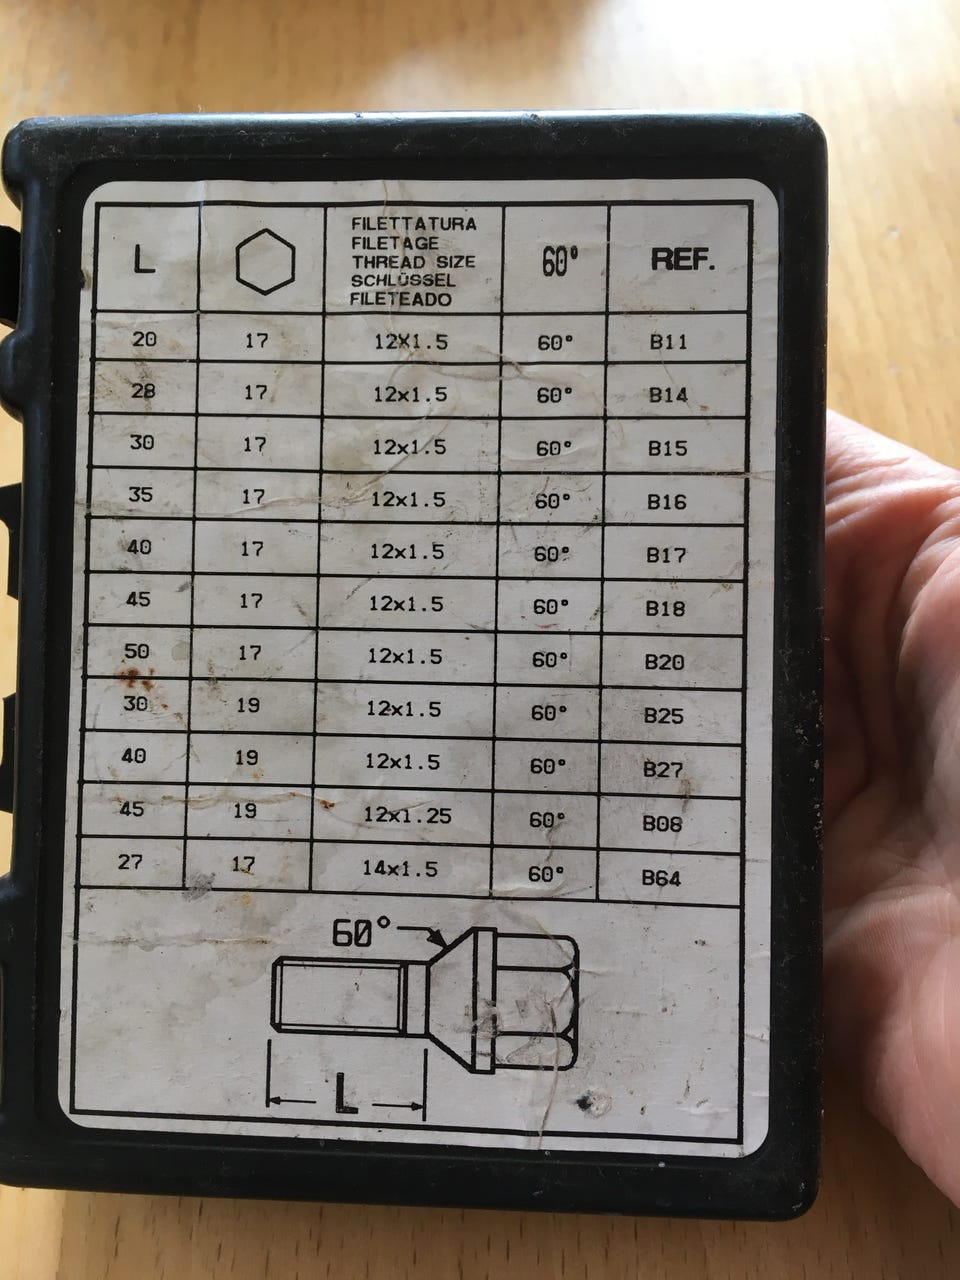 L FILETTATURA 60° REF.
FILETAGE
THREAD SIZE
SCHLÜSSEL
FILETEADO
20 17 12X1.5 60° B11
28 17 12x1.5 60° B14
30 17 12x1.5 60° B15
35 17 12x1.5 60° B16
40 17 12x1.5 60° B17
45 17 12x1.5 60° B18
50 17 12x1.5 60° B20
30 19 12x1.5 60° B25
40 19 12x1.5 60° B27
45 19 12x1.25 60° B08
27 17 14x1.5 60° B64
60°
L